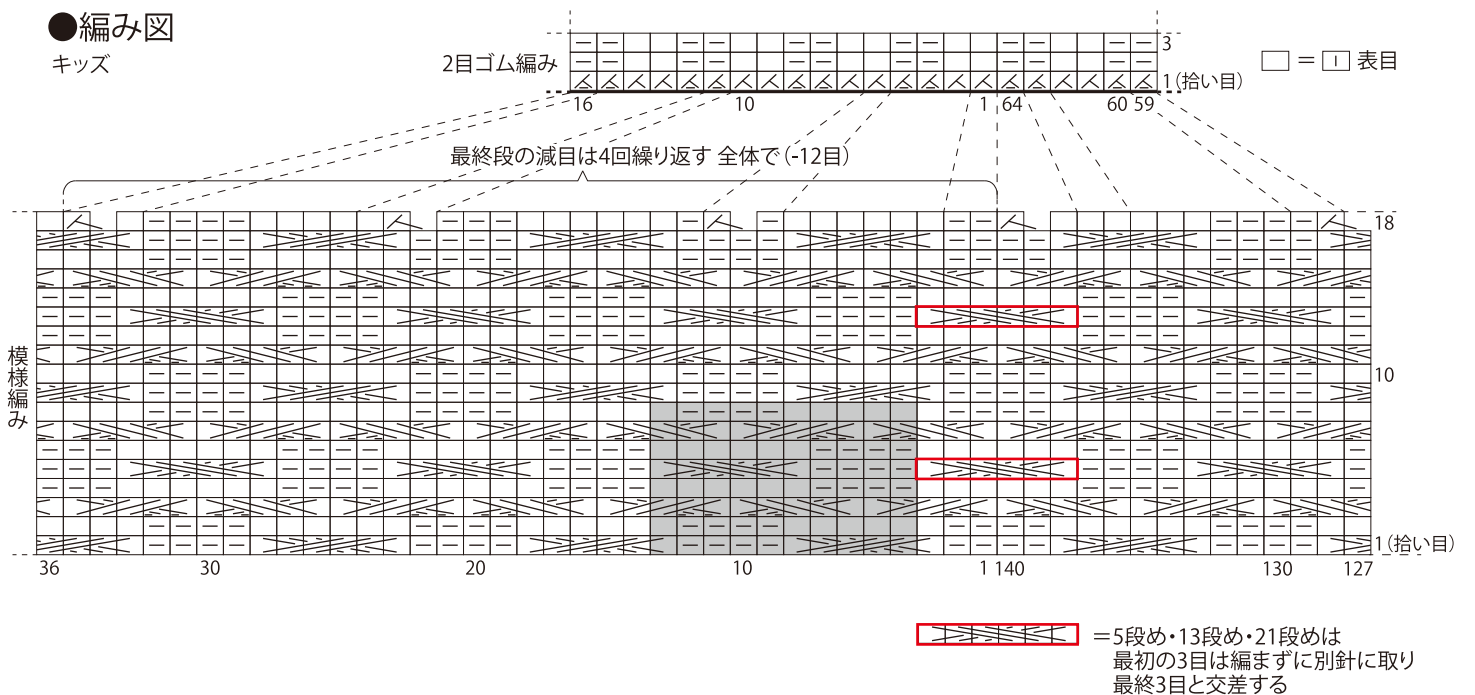 ●編み図
キッズ
2目ゴム編み
3
1(拾い目)
□ = 表目
16 10 1 64 60 59
最終段の減目は4回繰り返す 全体で(-12目)
18
10
模様編み
1(拾い目)
36 30 20 10 1 140 130 127
=5段め・13段め・21段めは
最初の3目は編まずに別針に取り
最終3目と交差する